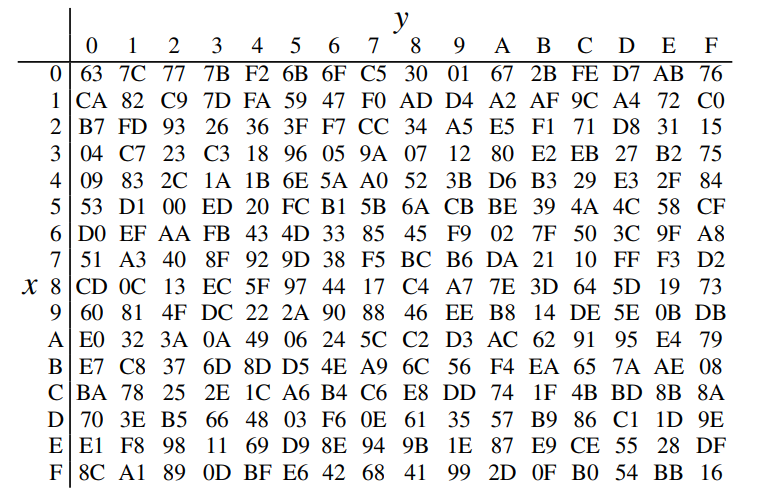 y
0 1 2 3 4 5 6 7 8 9 A B C D E F
0 63 7C 77 7B F2 6B 6F C5 30 01 67 2B FE D7 AB 76
1 CA 82 C9 7D FA 59 47 F0 AD D4 A2 AF 9C A4 72 C0
2 B7 FD 93 26 36 3F F7 CC 34 A5 E5 F1 71 D8 31 15
3 04 C7 23 C3 18 96 05 9A 07 12 80 E2 EB 27 B2 75
4 09 83 2C 1A 1B 6E 5A A0 52 3B D6 B3 29 E3 2F 84
5 53 D1 00 ED 20 FC B1 5B 6A CB BE 39 4A 4C 58 CF
6 D0 EF AA FB 43 4D 33 85 45 F9 02 7F 50 3C 9F A8
7 51 A3 40 8F 92 9D 38 F5 BC B6 DA 21 10 FF F3 D2
x 8 CD 0C 13 EC 5F 97 44 17 C4 A7 7E 3D 64 5D 19 73
9 60 81 4F DC 22 2A 90 88 46 EE B8 14 DE 5E 0B DB
A E0 32 3A 0A 49 06 24 5C C2 D3 AC 62 91 95 E4 79
B E7 C8 37 6D 8D D5 4E A9 6C 56 F4 EA 65 7A AE 08
C BA 78 25 2E 1C A6 B4 C6 E8 DD 74 1F 4B BD 8B 8A
D 70 3E B5 66 48 03 F6 0E 61 35 57 B9 86 C1 1D 9E
E E1 F8 98 11 69 D9 8E 94 9B 1E 87 E9 CE 55 28 DF
F 8C A1 89 0D BF E6 42 68 41 99 2D 0F B0 54 BB 16